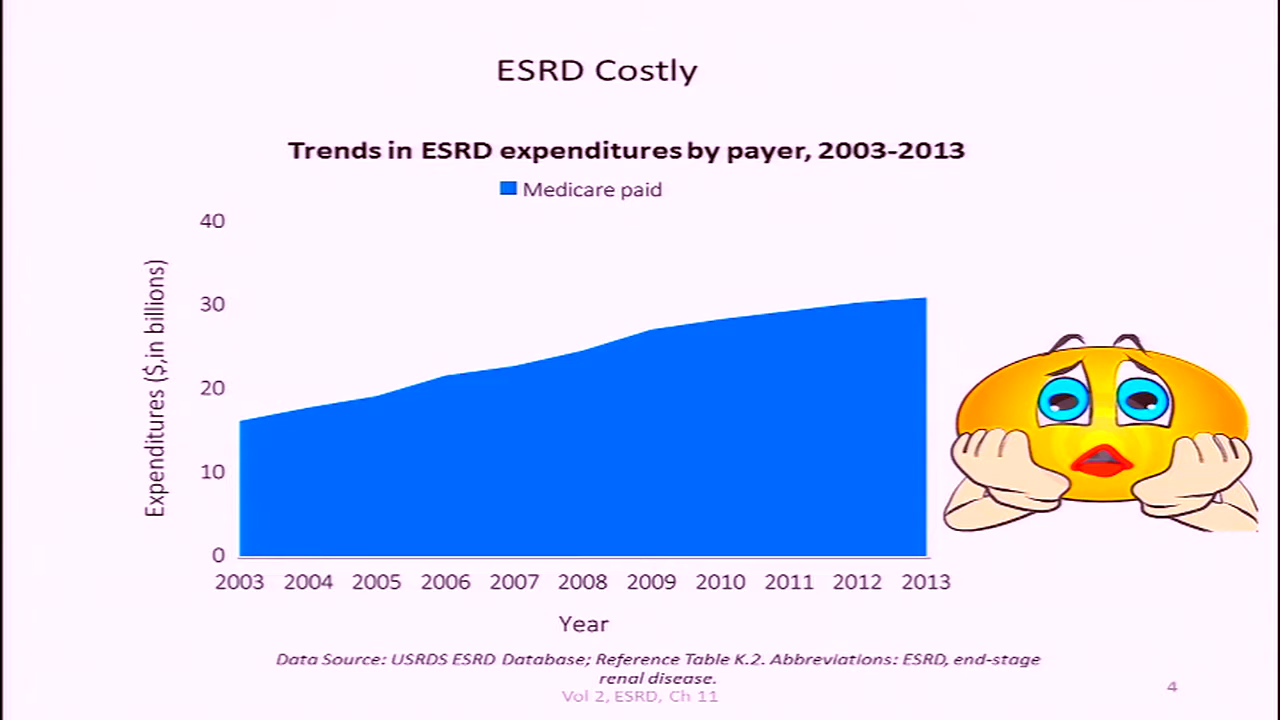 ESRD Costly
Trends in ESRD expenditures by payer, 2003-2013
Medicare paid
Expenditures ($,in billions)
40
30
20
10
0
2003 2004 2005 2006 2007 2008 2009 2010 2011 2012 2013
Year
Data Source: USRDS ESRD Database; Reference Table K.2. Abbreviations: ESRD, end-stage
renal disease.
Vol 2, ESRD, Ch 11
4